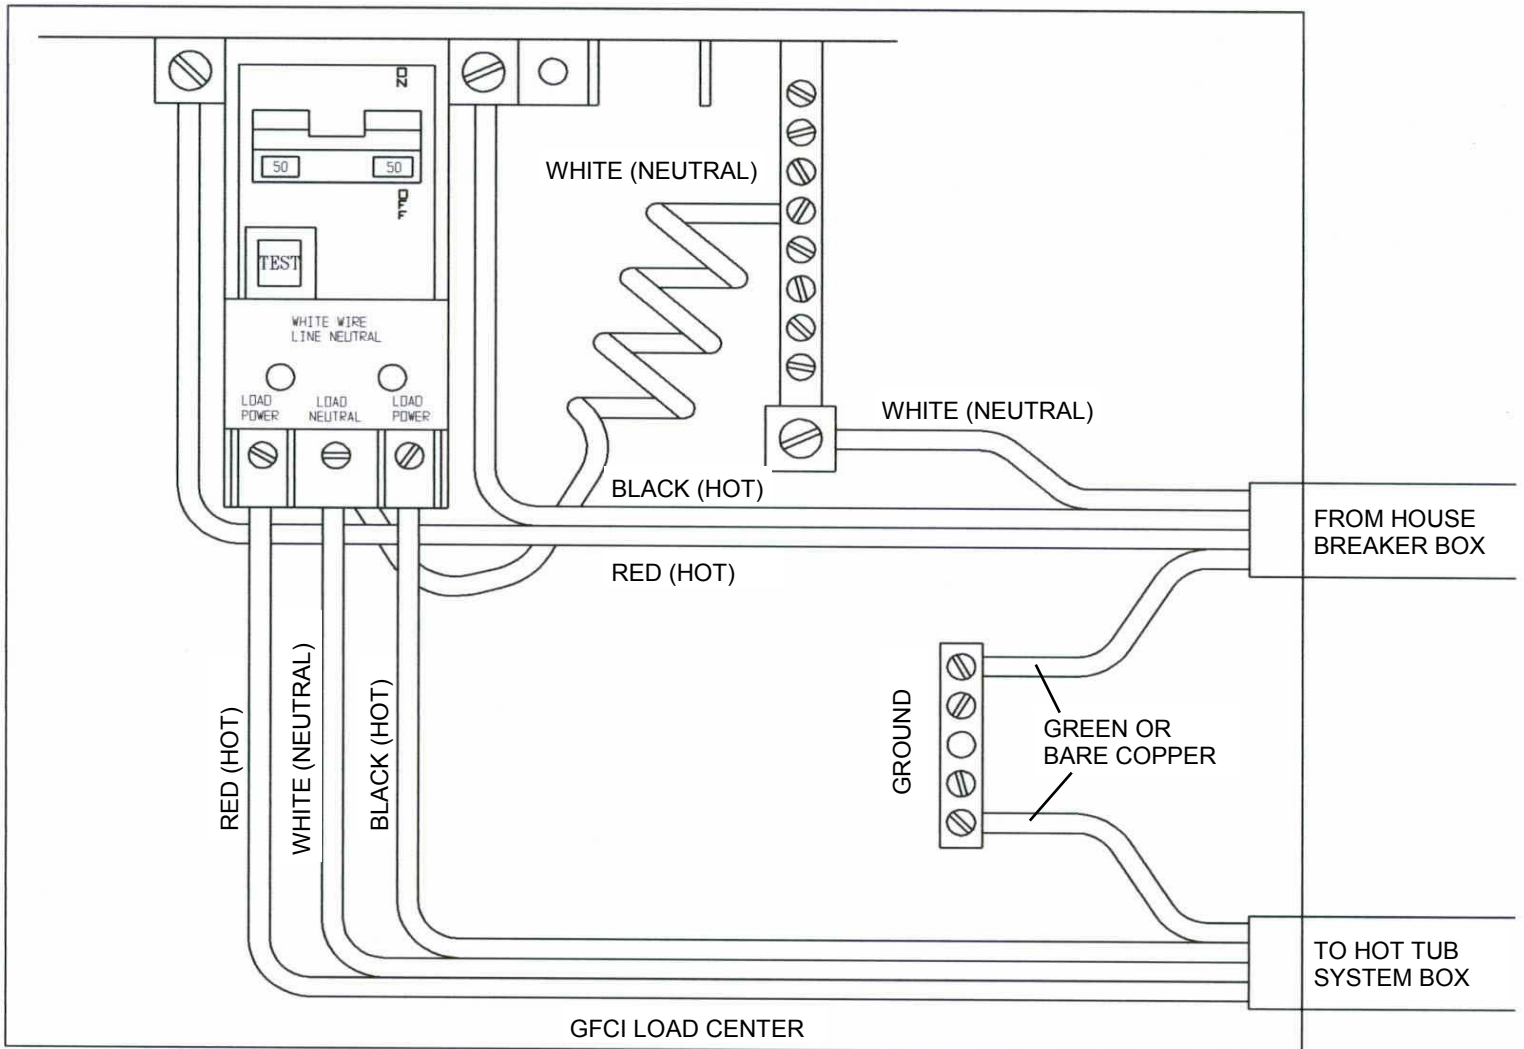 ON
50 50
OFF
TEST
WHITE WIRE
LINE NEUTRAL
LOAD
POWER
LOAD
NEUTRAL
LOAD
POWER
WHITE (NEUTRAL)
WHITE (NEUTRAL)
BLACK (HOT)
RED (HOT)
FROM HOUSE
BREAKER BOX
RED (HOT)
WHITE (NEUTRAL)
BLACK (HOT)
GROUND
GREEN OR
BARE COPPER
TO HOT TUB
SYSTEM BOX
GFCI LOAD CENTER